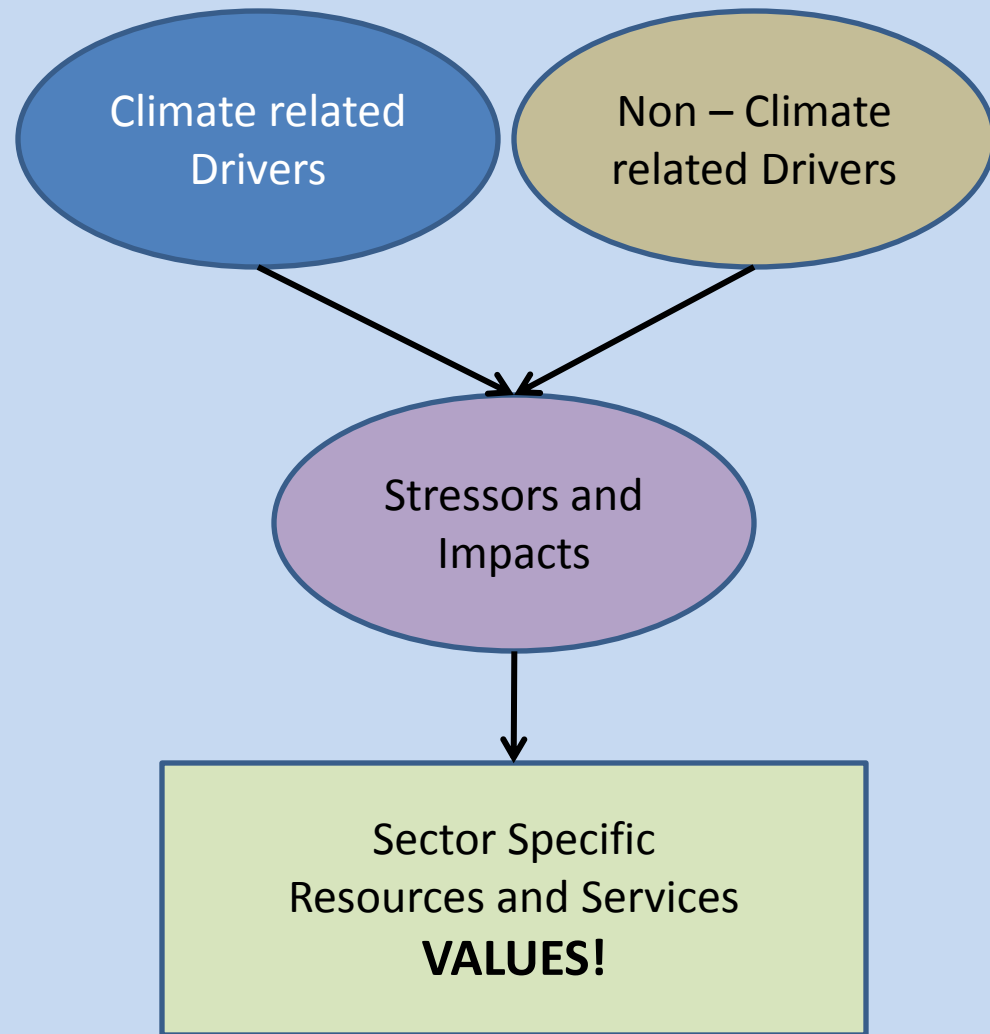 Climate related
Drivers
Non – Climate
related Drivers
Stressors and
Impacts
Sector Specific
Resources and Services
VALUES!